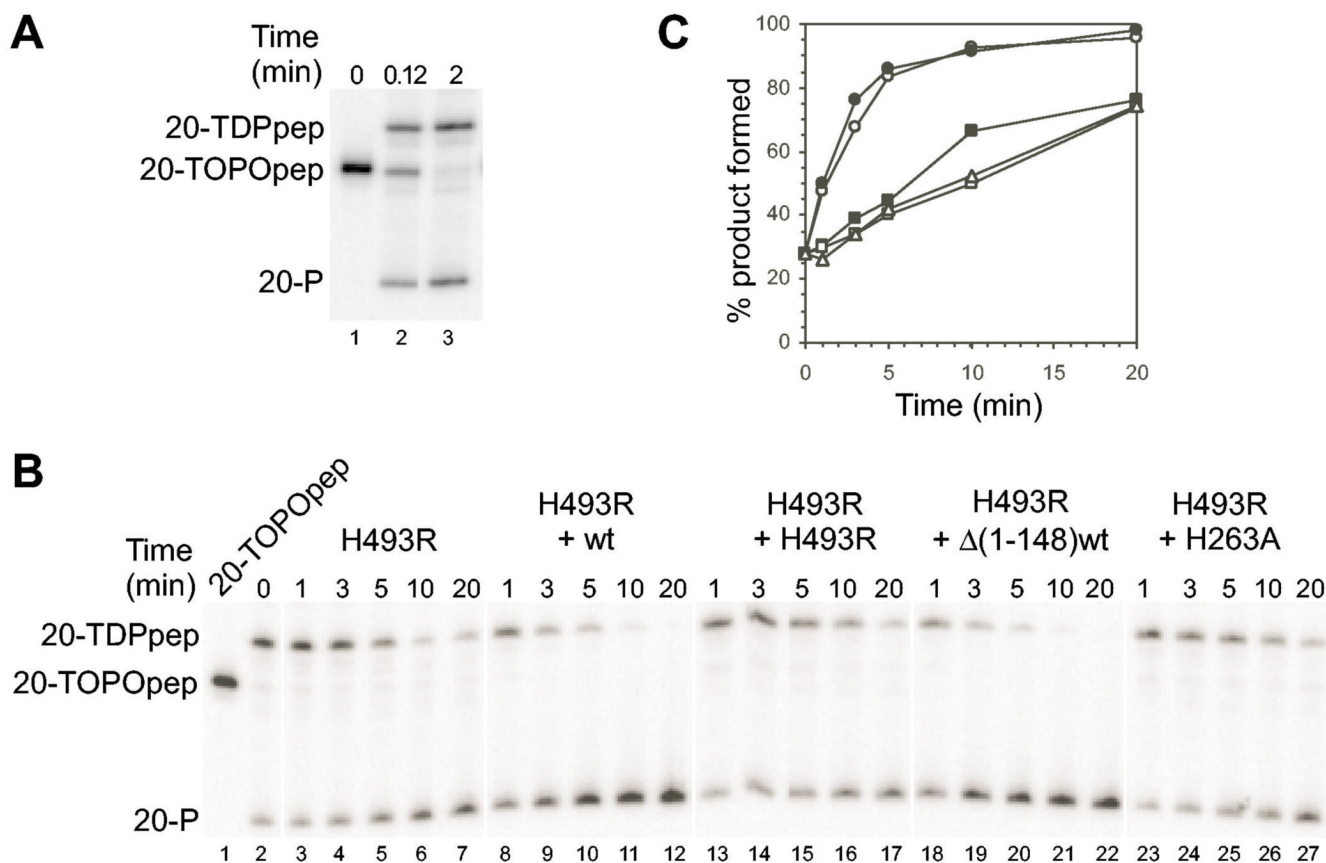 A
Time
(min) 0 0.12 2
20-TDPpep
20-TOPOpep
20-P
1 2 3
C
100
80
60
40
20
0
% product formed
0 5 10 15 20
Time (min)
B
20-TOPOpep
H493R
H493R
+ wt
H493R
+ H493R
H493R
+ Δ(1-148)wt
H493R
+ H263A
Time
(min) 0 1 3 5 10 20 1 3 5 10 20 1 3 5 10 20 1 3 5 10 20 1 3 5 10 20
20-TDPpep
20-TOPOpep
20-P
1 2 3 4 5 6 7 8 9 10 11 12 13 14 15 16 17 18 19 20 21 22 23 24 25 26 27